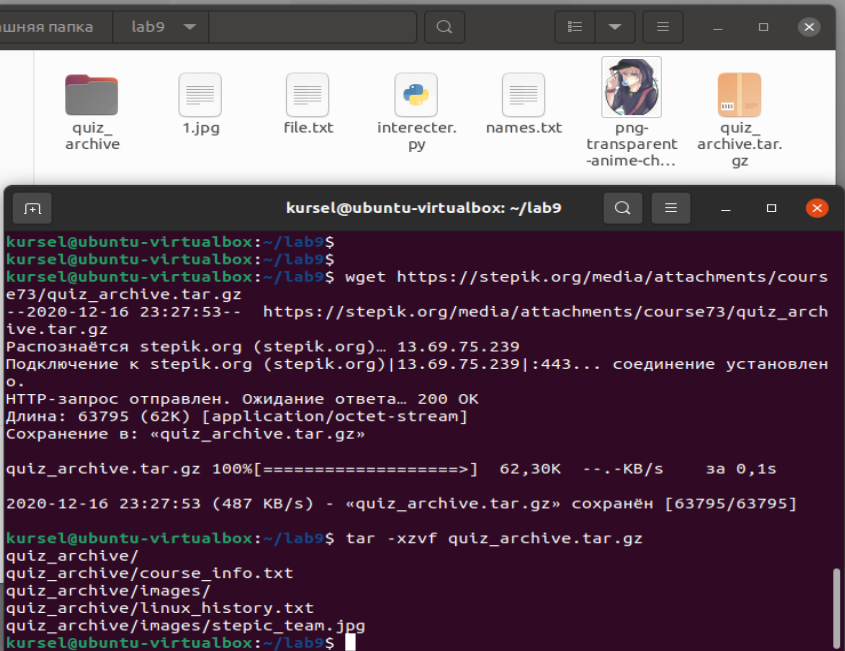 ашняя папка
lab9
quiz_
archive
1.jpg
file.txt
interecter.
py
names.txt
png-
transparent
-anime-ch...
quiz_
archive.tar.
gz
kursel@ubuntu-virtualbox: ~/lab9
kursel@ubuntu-virtualbox:~/lab9$
kursel@ubuntu-virtualbox:~/lab9$
kursel@ubuntu-virtualbox:~/lab9$ wget https://stepik.org/media/attachments/cours
e73/quiz_archive.tar.gz
--2020-12-16 23:27:53--  https://stepik.org/media/attachments/course73/quiz_arch
ive.tar.gz
Распознаётся stepik.org (stepik.org)… 13.69.75.239
Подключение к stepik.org (stepik.org)|13.69.75.239|:443... соединение установлен
о.
HTTP-запрос отправлен. Ожидание ответа… 200 OK
Длина: 63795 (62K) [application/octet-stream]
Сохранение в: «quiz_archive.tar.gz»
quiz_archive.tar.gz 100%[===================>]  62,30K  --.-KB/s    за 0,1s
2020-12-16 23:27:53 (487 KB/s) - «quiz_archive.tar.gz» сохранён [63795/63795]
kursel@ubuntu-virtualbox:~/lab9$ tar -xzvf quiz_archive.tar.gz
quiz_archive/
quiz_archive/course_info.txt
quiz_archive/images/
quiz_archive/linux_history.txt
quiz_archive/images/stepic_team.jpg
kursel@ubuntu-virtualbox:~/lab9$